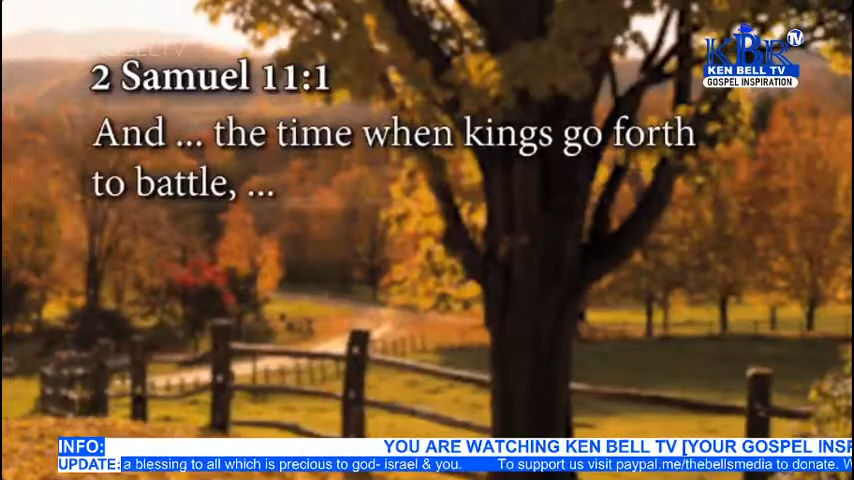 KBR TV
KEN BELL TV
GOSPEL INSPIRATION
2 Samuel 11:1
And ... the time when kings go forth
to battle, ...
INFO: YOU ARE WATCHING KEN BELL TV [YOUR GOSPEL INSP
UPDATE: a blessing to all which is precious to god- israel & you. To support us visit paypal.me/thebellsmedia to donate. W